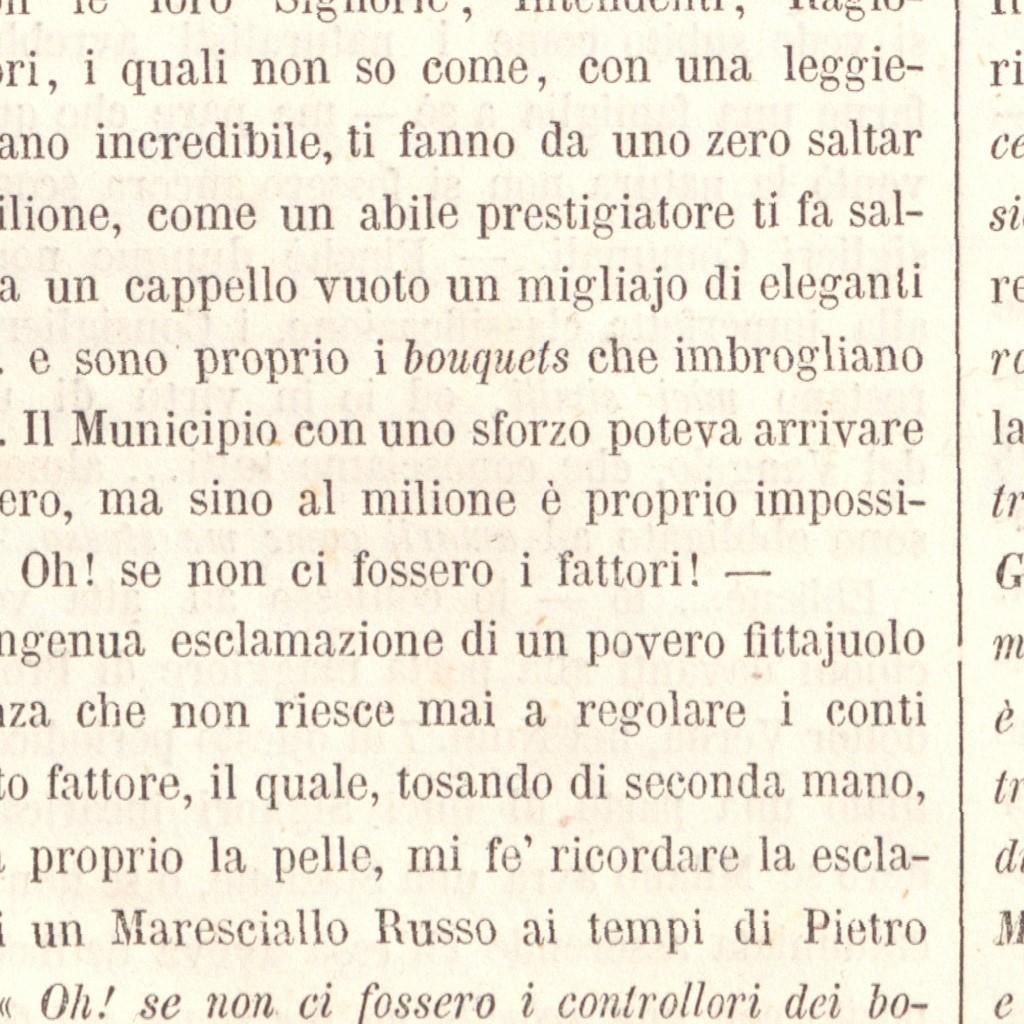 loro Signorie, Intendenti, Ragio-
ori, i quali non so come, con una leggie-
ano incredibile, ti fanno da uno zero saltar
ilione, come un abile prestigiatore ti fa sal-
a un cappello vuoto un migliajo di eleganti
. e sono proprio i bouquets che imbrogliano
. Il Municipio con uno sforzo poteva arrivare
ero, ma sino al milione è proprio impossi-
Oh! se non ci fossero i fattori! —
ngenua esclamazione di un povero fittajuolo
nza che non riesce mai a regolare i conti
to fattore, il quale, tosando di seconda mano,
proprio la pelle, mi fe' ricordare la escla-
i un Maresciallo Russo ai tempi di Pietro
« Oh! se non ci fossero i controllori dei bo-
ri
ce
si
re
ro
la
tr
G
m
è
tr
di
M
e